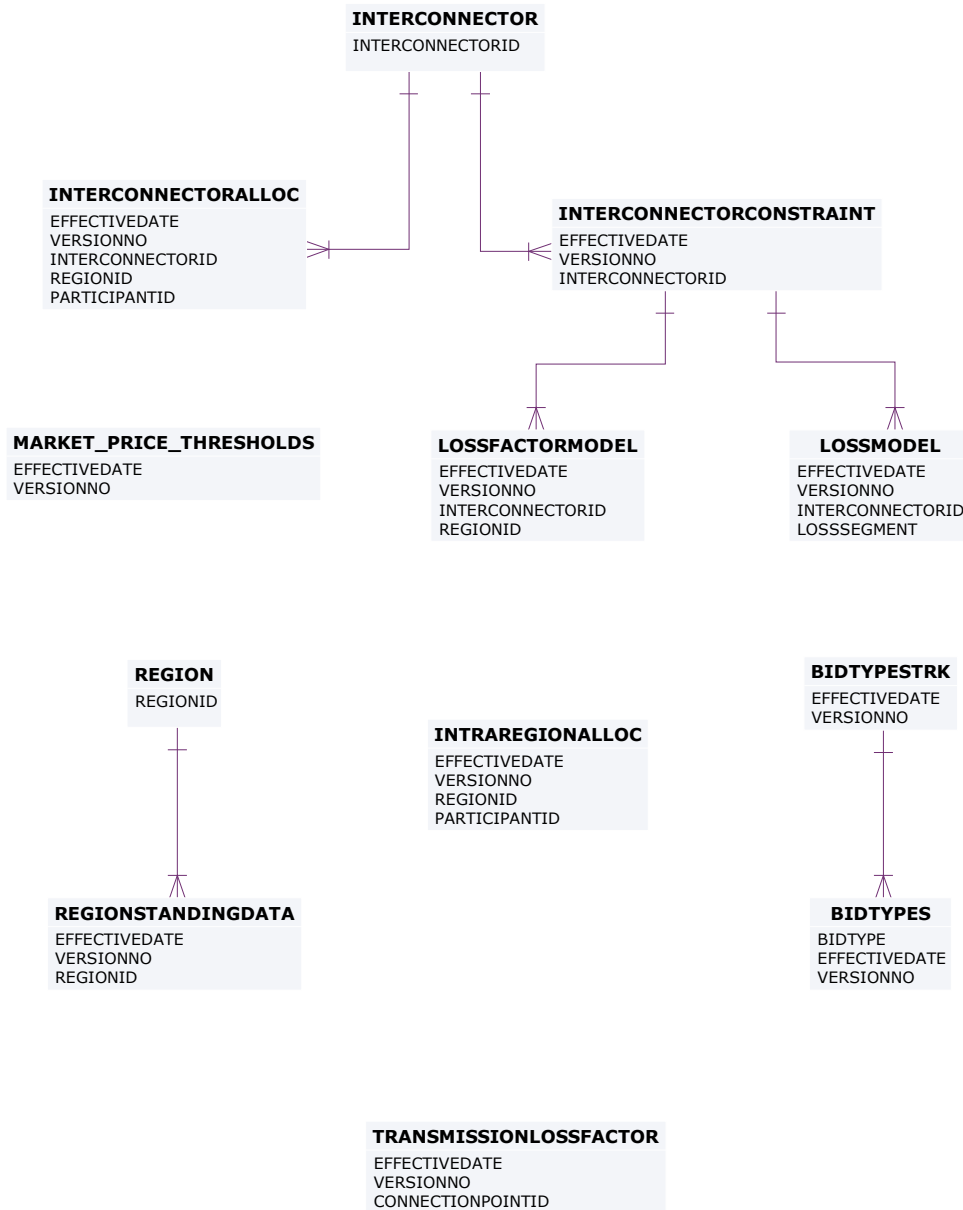 INTERCONNECTOR
INTERCONNECTORID
INTERCONNECTORALLOC
EFFECTIVEDATE
VERSIONNO
INTERCONNECTORID
REGIONID
PARTICIPANTID
INTERCONNECTORCONSTRAINT
EFFECTIVEDATE
VERSIONNO
INTERCONNECTORID
MARKET_PRICE_THRESHOLDS
EFFECTIVEDATE
VERSIONNO
LOSSFACTORMODEL
EFFECTIVEDATE
VERSIONNO
INTERCONNECTORID
REGIONID
LOSSMODEL
EFFECTIVEDATE
VERSIONNO
INTERCONNECTORID
LOSSSEGMENT
REGION
REGIONID
INTRAREGIONALLOC
EFFECTIVEDATE
VERSIONNO
REGIONID
PARTICIPANTID
BIDTYPESTRK
EFFECTIVEDATE
VERSIONNO
REGIONSTANDINGDATA
EFFECTIVEDATE
VERSIONNO
REGIONID
BIDTYPES
BIDTYPE
EFFECTIVEDATE
VERSIONNO
TRANSMISSIONLOSSFACTOR
EFFECTIVEDATE
VERSIONNO
CONNECTIONPOINTID